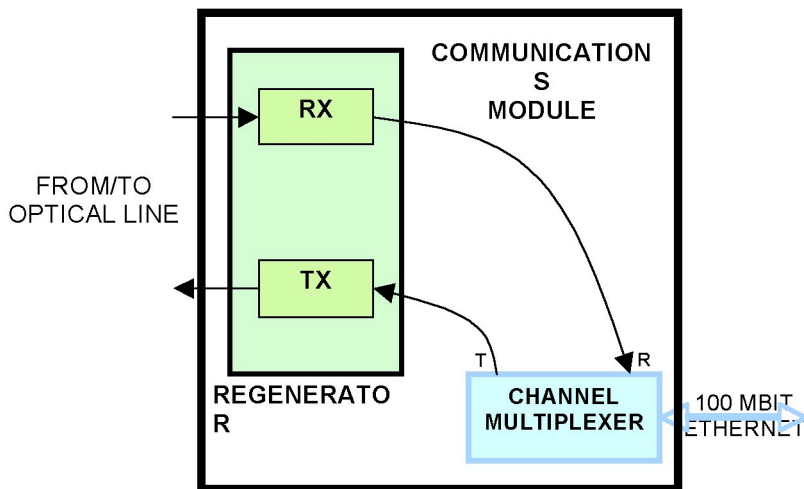 COMMUNICATION
S
MODULE
RX
FROM/TO
OPTICAL LINE
TX
T
R
REGENERATO
R
CHANNEL
MULTIPLEXER
100 MBIT
ETHERNET